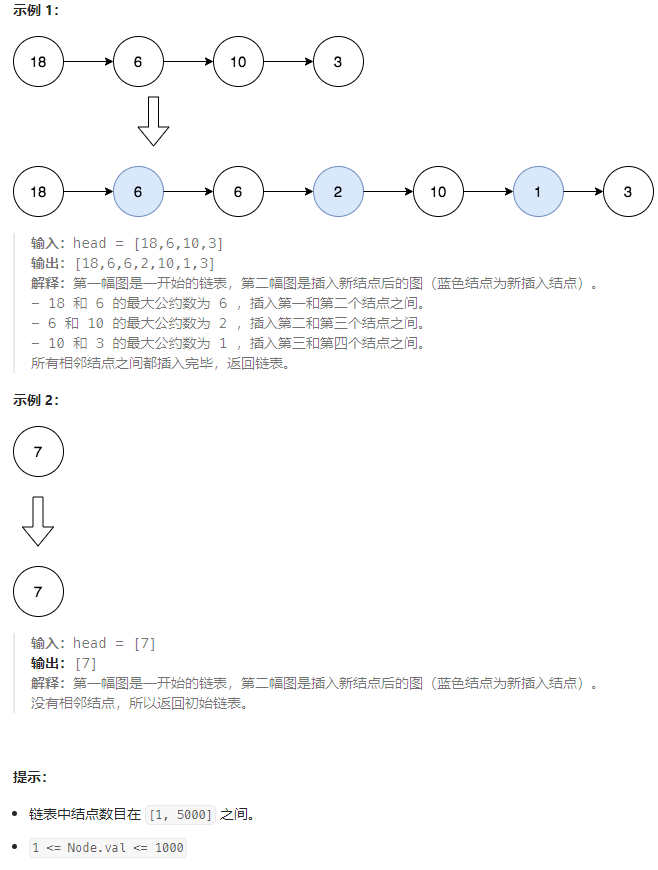 示例 1：
18 6 10 3
18 6 6 2 10 1 3
输入：head = [18,6,10,3]
输出：[18,6,6,2,10,1,3]
解释：第一幅图是一开始的链表，第二幅图是插入新结点后的图（蓝色结点为新插入结点）。
- 18 和 6 的最大公约数为 6 ，插入第一和第二个结点之间。
- 6 和 10 的最大公约数为 2 ，插入第二和第三个结点之间。
- 10 和 3 的最大公约数为 1 ，插入第三和第四个结点之间。
所有相邻结点之间都插入完毕，返回链表。
示例 2：
7
7
输入：head = [7]
输出：[7]
解释：第一幅图是一开始的链表，第二幅图是插入新结点后的图（蓝色结点为新插入结点）。
没有相邻结点，所以返回初始链表。
提示：
• 链表中结点数目在 [1, 5000] 之间。
• 1 <= Node.val <= 1000